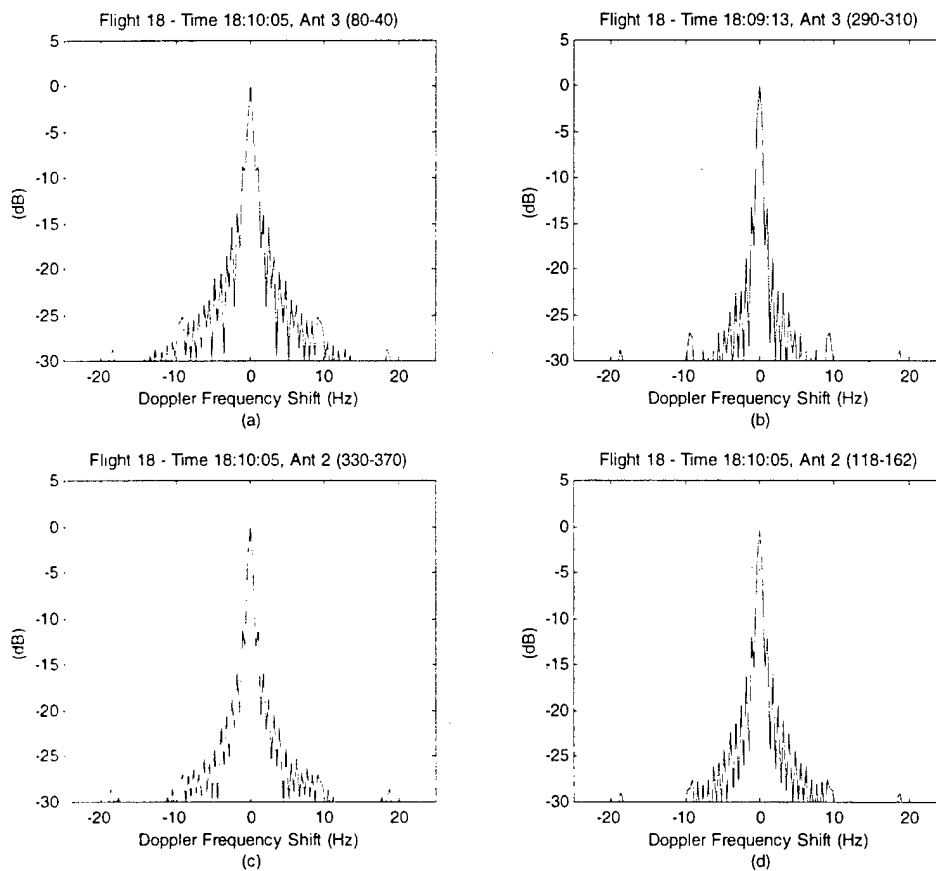 Flight 18 - Time 18:10:05, Ant 3 (80-40)
5
0
-5
-10
-15
-20
-25
-30
(dB)
-20 -10 0 10 20
Doppler Frequency Shift (Hz)
(a)
Flight 18 - Time 18:09:13, Ant 3 (290-310)
5
0
-5
-10
-15
-20
-25
-30
(dB)
-20 -10 0 10 20
Doppler Frequency Shift (Hz)
(b)
Flight 18 - Time 18:10:05, Ant 2 (330-370)
5
0
-5
-10
-15
-20
-25
-30
(dB)
-20 -10 0 10 20
Doppler Frequency Shift (Hz)
(c)
Flight 18 - Time 18:10:05, Ant 2 (118-162)
5
0
-5
-10
-15
-20
-25
-30
(dB)
-20 -10 0 10 20
Doppler Frequency Shift (Hz)
(d)